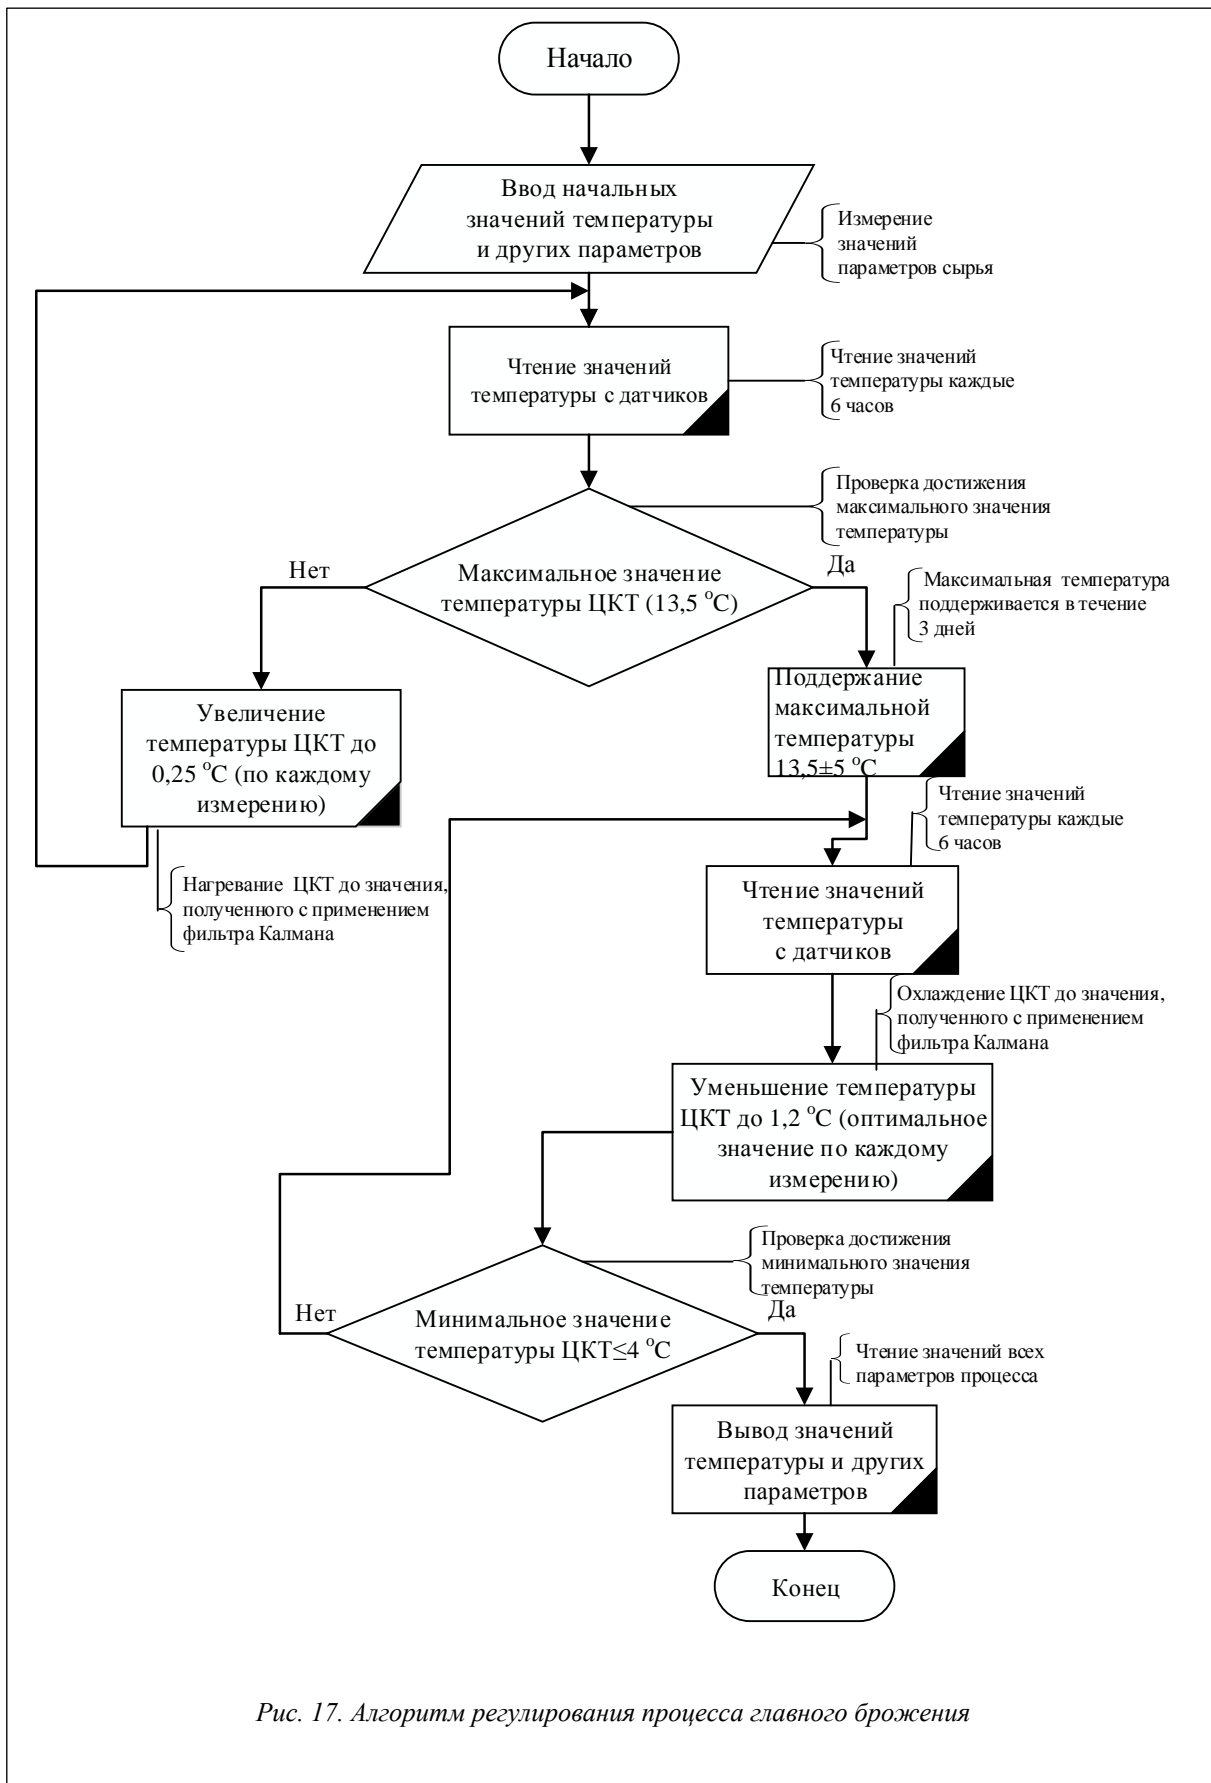 Начало
Ввод начальных
значений температуры
и других параметров
Измерение
значений
параметров сырья
Чтение значений
температуры с датчиков
Чтение значений
температуры каждые
6 часов
Проверка достижения
максимального значения
температуры
Максимальное значение
температуры ЦКТ (13,5 °C)
Нет
Да
Максимальная температура
поддерживается в течение
3 дней
Увеличение
температуры ЦКТ до
0,25 °C (по каждому
измерению)
Поддержание
максимальной
температуры
13,5±5 °C
Нагревание ЦКТ до значения,
полученного с применением
фильтра Калмана
Чтение значений
температуры каждые
6 часов
Чтение значений
температуры
с датчиков
Охлаждение ЦКТ до значения,
полученного с применением
фильтра Калмана
Уменьшение температуры
ЦКТ до 1,2 °C (оптимальное
значение по каждому
измерению)
Проверка достижения
минимального значения
температуры
Минимальное значение
температуры ЦКТ≤4 °C
Нет
Да
Чтение значений всех
параметров процесса
Вывод значений
температуры и других
параметров
Конец
Рис. 17. Алгоритм регулирования процесса главного брожения